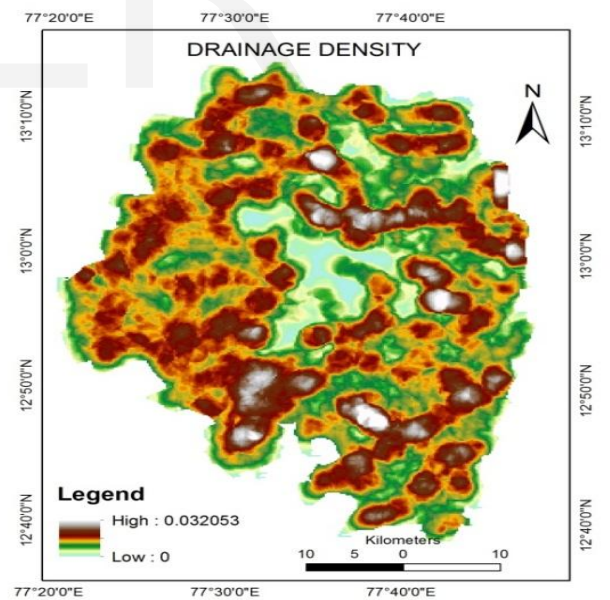 77°20'0"E 77°30'0"E 77°40'0"E
DRAINAGE DENSITY
N
13°10'0"N 13°10'0"N
13°0'0"N 13°0'0"N
12°50'0"N 12°50'0"N
12°40'0"N 12°40'0"N
Legend
High : 0.032053
Low : 0
Kilometers
10 5 0 10
77°20'0"E 77°30'0"E 77°40'0"E